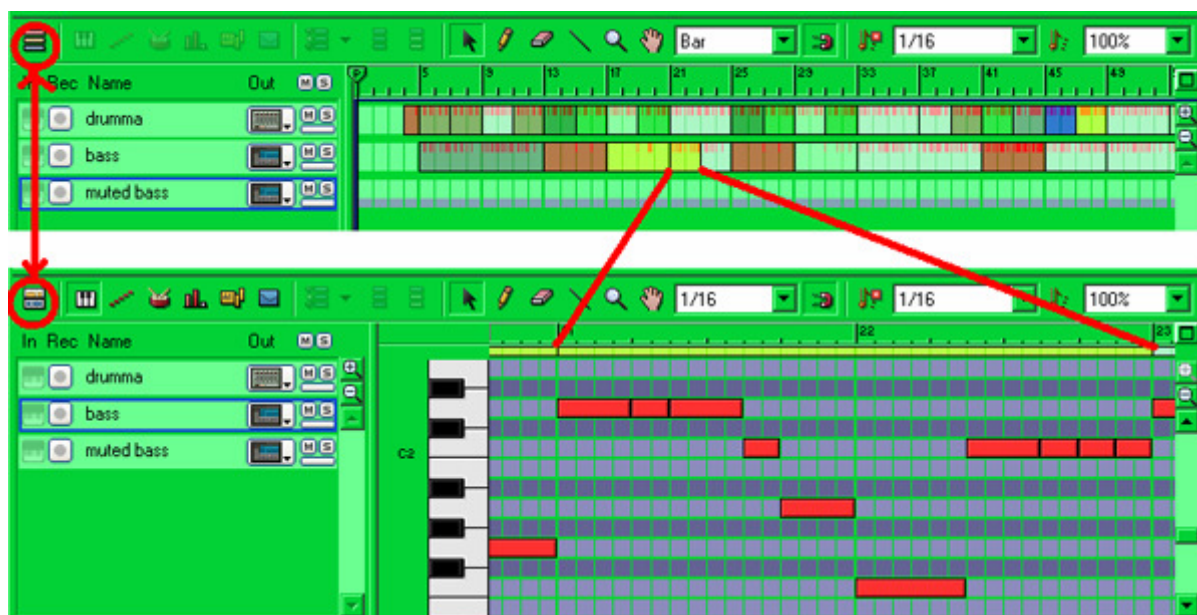 Bar 1/16 100%
In Rec Name Out M S
5 9 13 17 21 25 29 33 37 41 45 49
drumma M S
bass M S
muted bass M S
1/16 1/16 100%
In Rec Name Out M S
22 23
drumma M S
bass M S
muted bass M S
C2